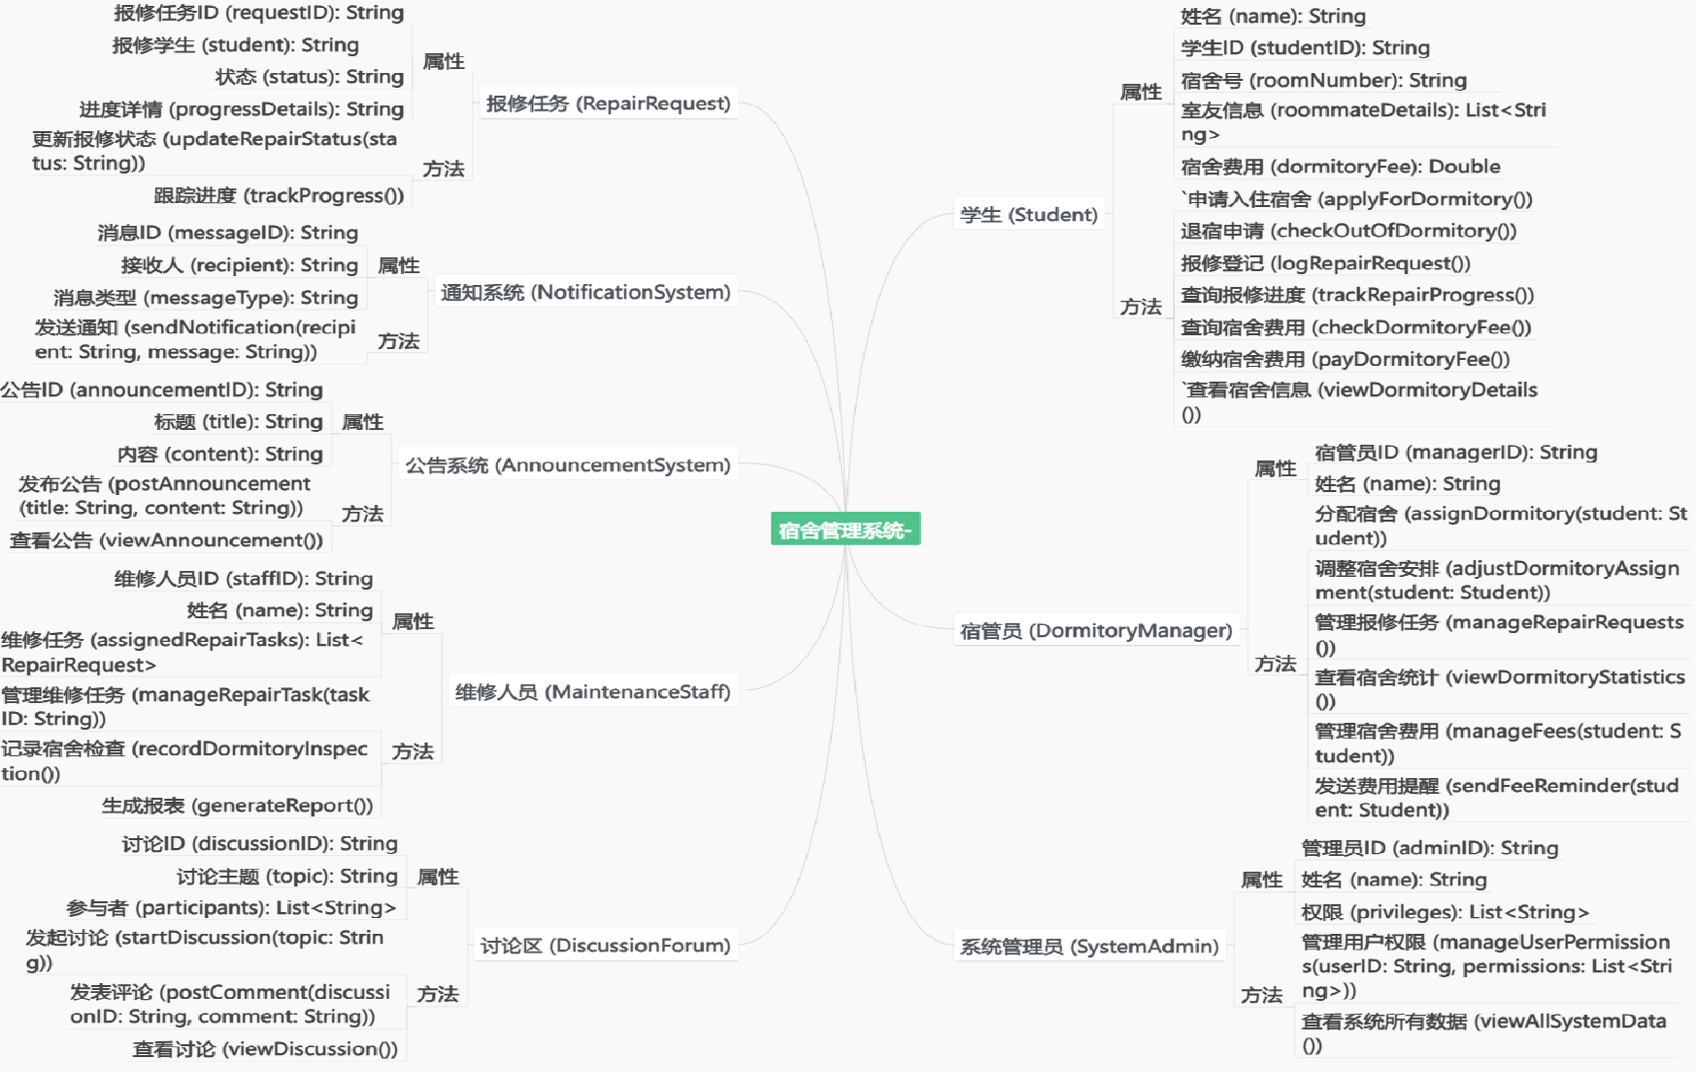 报修任务ID (requestID): String
报修学生 (student): String
状态 (status): String
进度详情 (progressDetails): String
属性
更新报修状态 (updateRepairStatus(sta
tus: String))
跟踪进度 (trackProgress())
方法
报修任务 (RepairRequest)
消息ID (messageID): String
接收人 (recipient): String
消息类型 (messageType): String
属性
发送通知 (sendNotification(recipi
ent: String, message: String))
方法
通知系统 (NotificationSystem)
公告ID (announcementID): String
标题 (title): String
内容 (content): String
属性
发布公告 (postAnnouncement
(title: String, content: String))
查看公告 (viewAnnouncement())
方法
公告系统 (AnnouncementSystem)
维修人员ID (staffID): String
姓名 (name): String
维修任务 (assignedRepairTasks): List<
RepairRequest>
属性
管理维修任务 (manageRepairTask(task
ID: String))
记录宿舍检查 (recordDormitoryInspec
tion())
生成报表 (generateReport())
方法
维修人员 (MaintenanceStaff)
讨论ID (discussionID): String
讨论主题 (topic): String
参与者 (participants): List<String>
属性
发起讨论 (startDiscussion(topic: Strin
g))
发表评论 (postComment(discussi
onID: String, comment: String))
查看讨论 (viewDiscussion())
方法
讨论区 (DiscussionForum)
宿舍管理系统-
学生 (Student)
属性
姓名 (name): String
学生ID (studentID): String
宿舍号 (roomNumber): String
室友信息 (roommateDetails): List<Stri
ng>
宿舍费用 (dormitoryFee): Double
方法
`申请入住宿舍 (applyForDormitory())
退宿申请 (checkOutOfDormitory())
报修登记 (logRepairRequest())
查询报修进度 (trackRepairProgress())
查询宿舍费用 (checkDormitoryFee())
缴纳宿舍费用 (payDormitoryFee())
`查看宿舍信息 (viewDormitoryDetails
())
宿管员 (DormitoryManager)
属性
宿管员ID (managerID): String
姓名 (name): String
方法
分配宿舍 (assignDormitory(student: St
udent))
调整宿舍安排 (adjustDormitoryAssign
ment(student: Student))
管理报修任务 (manageRepairRequests
())
查看宿舍统计 (viewDormitoryStatistics
())
管理宿舍费用 (manageFees(student: S
tudent))
发送费用提醒 (sendFeeReminder(stud
ent: Student))
系统管理员 (SystemAdmin)
属性
管理员ID (adminID): String
姓名 (name): String
权限 (privileges): List<String>
方法
管理用户权限 (manageUserPermission
s(userID: String, permissions: List<Stri
ng>))
查看系统所有数据 (viewAllSystemData
())